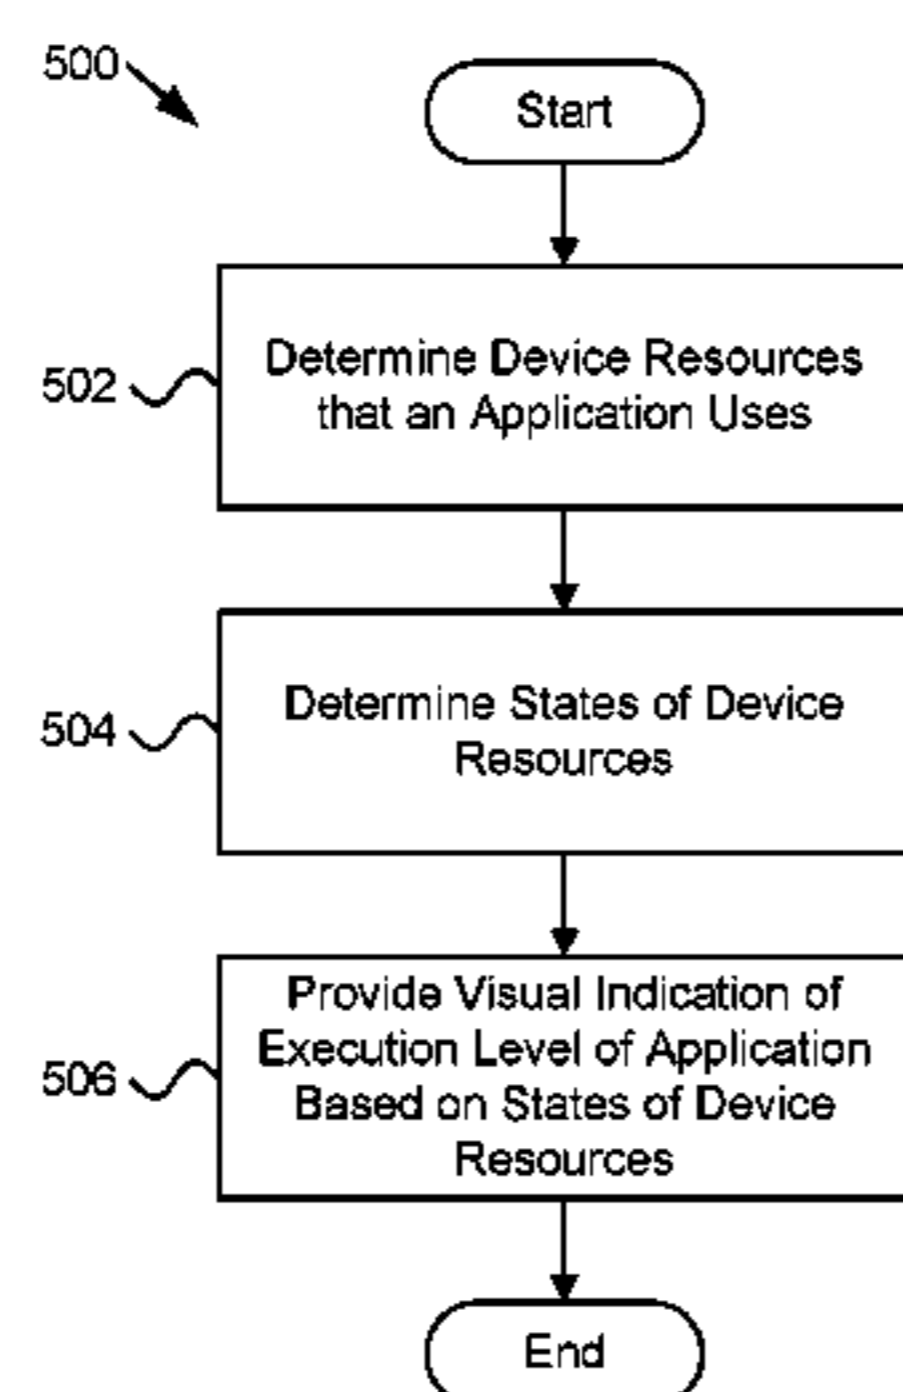 500
Start
502
Determine Device Resources
that an Application Uses
504
Determine States of Device
Resources
506
Provide Visual Indication of
Execution Level of Application
Based on States of Device
Resources
End